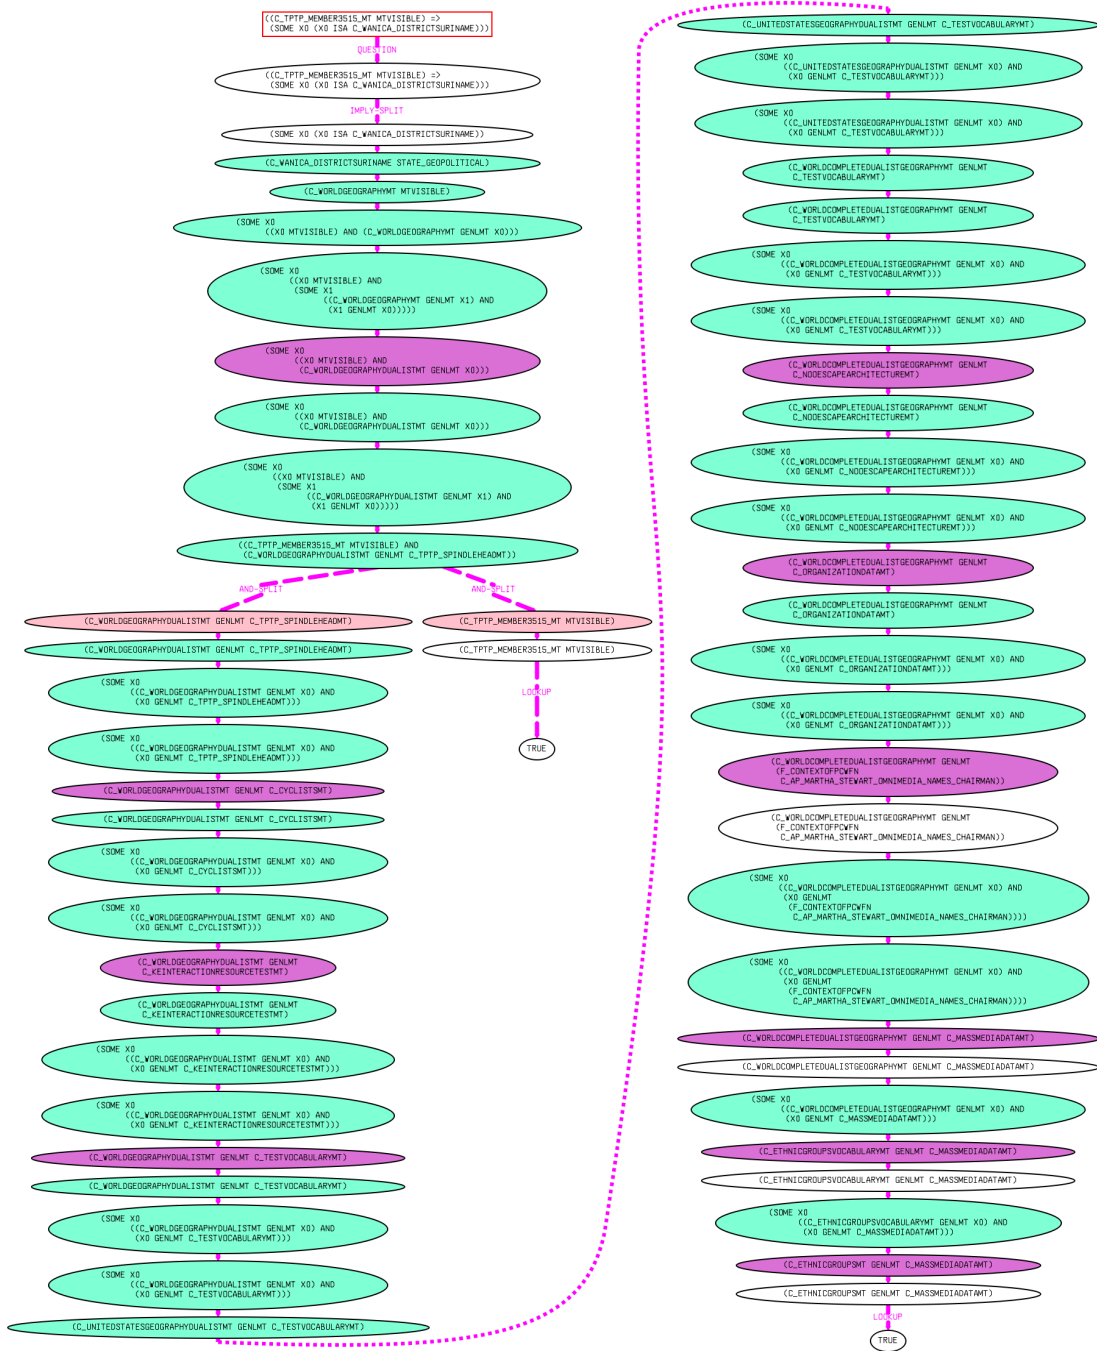 ((C_TPTP_MEMBER3515_MT MTVISIBLE) =>
(SOME X0 (X0 ISA C_WANICA_DISTRICTSURINAME)))
QUESTION
((C_TPTP_MEMBER3515_MT MTVISIBLE) =>
(SOME X0 (X0 ISA C_WANICA_DISTRICTSURINAME)))
IMPLY-SPLIT
(SOME X0 (X0 ISA C_WANICA_DISTRICTSURINAME))
(C_WANICA_DISTRICTSURINAME STATE_GEOPOLITICAL)
(C_WORLDGEOGRAPHYMT MTVISIBLE)
(SOME X0
((X0 MTVISIBLE) AND (C_WORLDGEOGRAPHYMT GENLMT X0)))
(SOME X0
((X0 MTVISIBLE) AND
(SOME X1
((C_WORLDGEOGRAPHYMT GENLMT X1) AND
(X1 GENLMT X0)))))
(SOME X0
((X0 MTVISIBLE) AND
(C_WORLDGEOGRAPHYDUALISTMT GENLMT X0)))
(SOME X0
((X0 MTVISIBLE) AND
(C_WORLDGEOGRAPHYDUALISTMT GENLMT X0)))
(SOME X0
((X0 MTVISIBLE) AND
(SOME X1
((C_WORLDGEOGRAPHYDUALISTMT GENLMT X1) AND
(X1 GENLMT X0)))))
((C_TPTP_MEMBER3515_MT MTVISIBLE) AND
(C_WORLDGEOGRAPHYDUALISTMT GENLMT C_TPTP_SPINDLEHEADMT))
AND-SPLIT
AND-SPLIT
(C_WORLDGEOGRAPHYDUALISTMT GENLMT C_TPTP_SPINDLEHEADMT)
(C_TPTP_MEMBER3515_MT MTVISIBLE)
(C_WORLDGEOGRAPHYDUALISTMT GENLMT C_TPTP_SPINDLEHEADMT)
(C_TPTP_MEMBER3515_MT MTVISIBLE)
LOOKUP
TRUE
(SOME X0
((C_WORLDGEOGRAPHYDUALISTMT GENLMT X0) AND
(X0 GENLMT C_TPTP_SPINDLEHEADMT)))
(SOME X0
((C_WORLDGEOGRAPHYDUALISTMT GENLMT X0) AND
(X0 GENLMT C_TPTP_SPINDLEHEADMT)))
(C_WORLDGEOGRAPHYDUALISTMT GENLMT C_CYCLISTSMT)
(C_WORLDGEOGRAPHYDUALISTMT GENLMT C_CYCLISTSMT)
(SOME X0
((C_WORLDGEOGRAPHYDUALISTMT GENLMT X0) AND
(X0 GENLMT C_CYCLISTSMT)))
(SOME X0
((C_WORLDGEOGRAPHYDUALISTMT GENLMT X0) AND
(X0 GENLMT C_CYCLISTSMT)))
(C_WORLDGEOGRAPHYDUALISTMT GENLMT
C_KEINTERACTIONRESOURCETESTMT)
(C_WORLDGEOGRAPHYDUALISTMT GENLMT
C_KEINTERACTIONRESOURCETESTMT)
(SOME X0
((C_WORLDGEOGRAPHYDUALISTMT GENLMT X0) AND
(X0 GENLMT C_KEINTERACTIONRESOURCETESTMT)))
(SOME X0
((C_WORLDGEOGRAPHYDUALISTMT GENLMT X0) AND
(X0 GENLMT C_KEINTERACTIONRESOURCETESTMT)))
(C_WORLDGEOGRAPHYDUALISTMT GENLMT C_TESTVOCABULARYMT)
(C_WORLDGEOGRAPHYDUALISTMT GENLMT C_TESTVOCABULARYMT)
(SOME X0
((C_WORLDGEOGRAPHYDUALISTMT GENLMT X0) AND
(X0 GENLMT C_TESTVOCABULARYMT)))
(SOME X0
((C_WORLDGEOGRAPHYDUALISTMT GENLMT X0) AND
(X0 GENLMT C_TESTVOCABULARYMT)))
(C_UNITEDSTATESGEOGRAPHYDUALISTMT GENLMT C_TESTVOCABULARYMT)
(C_UNITEDSTATESGEOGRAPHYDUALISTMT GENLMT C_TESTVOCABULARYMT)
(SOME X0
((C_UNITEDSTATESGEOGRAPHYDUALISTMT GENLMT X0) AND
(X0 GENLMT C_TESTVOCABULARYMT)))
(SOME X0
((C_UNITEDSTATESGEOGRAPHYDUALISTMT GENLMT X0) AND
(X0 GENLMT C_TESTVOCABULARYMT)))
(C_WORLDCOMPLETEDUALISTGEOGRAPHYMT GENLMT
C_TESTVOCABULARYMT)
(C_WORLDCOMPLETEDUALISTGEOGRAPHYMT GENLMT
C_TESTVOCABULARYMT)
(SOME X0
((C_WORLDCOMPLETEDUALISTGEOGRAPHYMT GENLMT X0) AND
(X0 GENLMT C_TESTVOCABULARYMT)))
(SOME X0
((C_WORLDCOMPLETEDUALISTGEOGRAPHYMT GENLMT X0) AND
(X0 GENLMT C_TESTVOCABULARYMT)))
(C_WORLDCOMPLETEDUALISTGEOGRAPHYMT GENLMT
C_NOOESCAPEARCHITECTUREMT)
(C_WORLDCOMPLETEDUALISTGEOGRAPHYMT GENLMT
C_NOOESCAPEARCHITECTUREMT)
(SOME X0
((C_WORLDCOMPLETEDUALISTGEOGRAPHYMT GENLMT X0) AND
(X0 GENLMT C_NOOESCAPEARCHITECTUREMT)))
(SOME X0
((C_WORLDCOMPLETEDUALISTGEOGRAPHYMT GENLMT X0) AND
(X0 GENLMT C_NOOESCAPEARCHITECTUREMT)))
(C_WORLDCOMPLETEDUALISTGEOGRAPHYMT GENLMT
C_ORGANIZATIONDATAMT)
(C_WORLDCOMPLETEDUALISTGEOGRAPHYMT GENLMT
C_ORGANIZATIONDATAMT)
(SOME X0
((C_WORLDCOMPLETEDUALISTGEOGRAPHYMT GENLMT X0) AND
(X0 GENLMT C_ORGANIZATIONDATAMT)))
(SOME X0
((C_WORLDCOMPLETEDUALISTGEOGRAPHYMT GENLMT X0) AND
(X0 GENLMT C_ORGANIZATIONDATAMT)))
(C_WORLDCOMPLETEDUALISTGEOGRAPHYMT GENLMT
(F_CONTEXTOFPCWFN
C_AP_MARTHA_STEWART_OMNIMEDIA_NAMES_CHAIRMAN))
(C_WORLDCOMPLETEDUALISTGEOGRAPHYMT GENLMT
(F_CONTEXTOFPCWFN
C_AP_MARTHA_STEWART_OMNIMEDIA_NAMES_CHAIRMAN))
(SOME X0
((C_WORLDCOMPLETEDUALISTGEOGRAPHYMT GENLMT X0) AND
(X0 GENLMT
(F_CONTEXTOFPCWFN
C_AP_MARTHA_STEWART_OMNIMEDIA_NAMES_CHAIRMAN))))
(SOME X0
((C_WORLDCOMPLETEDUALISTGEOGRAPHYMT GENLMT X0) AND
(X0 GENLMT
(F_CONTEXTOFPCWFN
C_AP_MARTHA_STEWART_OMNIMEDIA_NAMES_CHAIRMAN))))
(C_WORLDCOMPLETEDUALISTGEOGRAPHYMT GENLMT C_MASSMEDIADATAMT)
(C_WORLDCOMPLETEDUALISTGEOGRAPHYMT GENLMT C_MASSMEDIADATAMT)
(SOME X0
((C_WORLDCOMPLETEDUALISTGEOGRAPHYMT GENLMT X0) AND
(X0 GENLMT C_MASSMEDIADATAMT)))
(C_ETHNICGROUPSVOCABULARYMT GENLMT C_MASSMEDIADATAMT)
(C_ETHNICGROUPSVOCABULARYMT GENLMT C_MASSMEDIADATAMT)
(SOME X0
((C_ETHNICGROUPSVOCABULARYMT GENLMT X0) AND
(X0 GENLMT C_MASSMEDIADATAMT)))
(C_ETHNICGROUPSMT GENLMT C_MASSMEDIADATAMT)
(C_ETHNICGROUPSMT GENLMT C_MASSMEDIADATAMT)
LOOKUP
TRUE